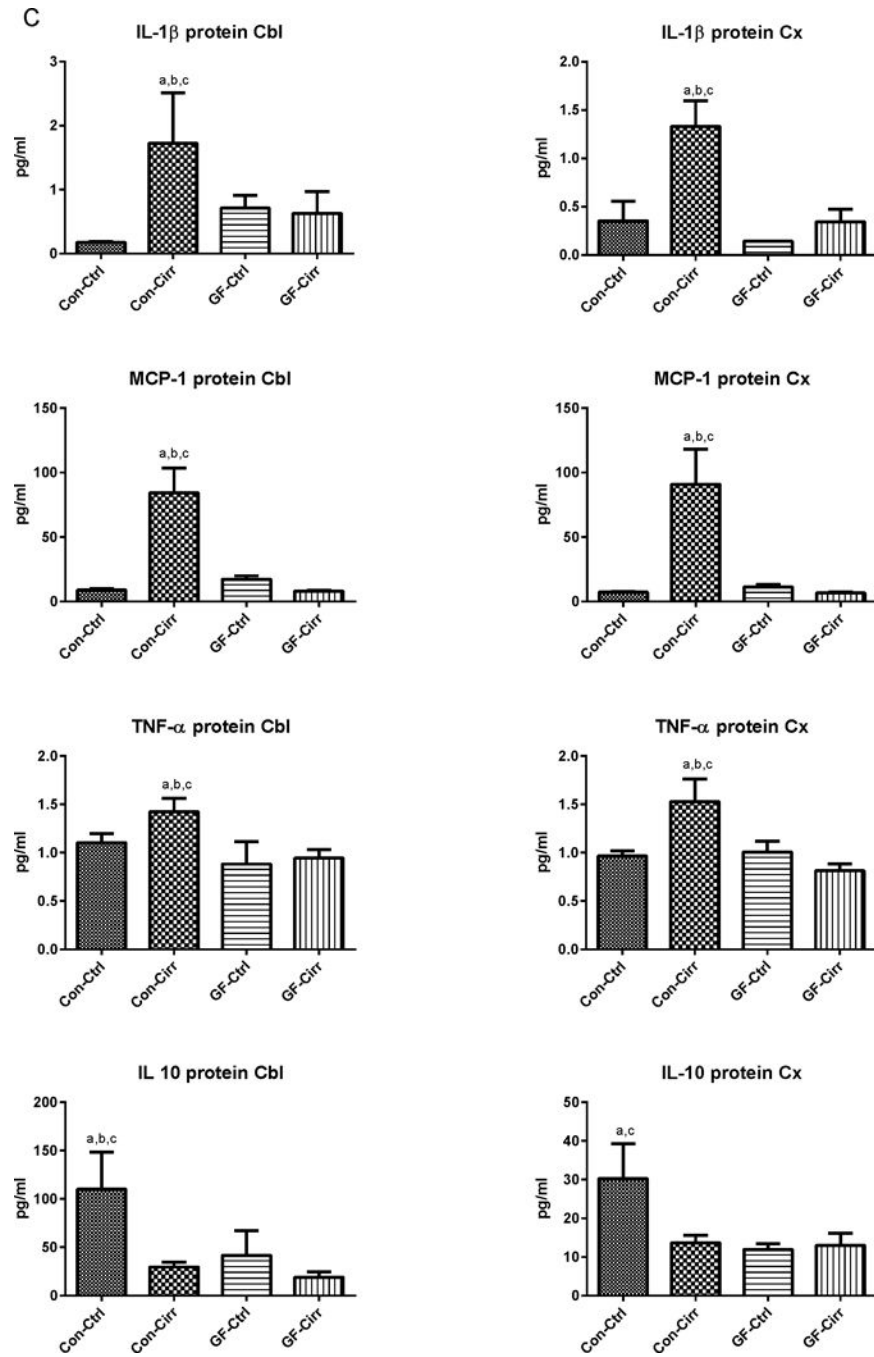 C
IL-1β protein Cbl
pg/ml
3
2
1
0
a,b,c
Con-Ctrl
Con-Cirr
GF-Ctrl
GF-Cirr
IL-1β protein Cx
pg/ml
2.0
1.5
1.0
0.5
0.0
a,b,c
Con-Ctrl
Con-Cirr
GF-Ctrl
GF-Cirr
MCP-1 protein Cbl
pg/ml
150
100
50
0
a,b,c
Con-Ctrl
Con-Cirr
GF-Ctrl
GF-Cirr
MCP-1 protein Cx
pg/ml
150
100
50
0
a,b,c
Con-Ctrl
Con-Cirr
GF-Ctrl
GF-Cirr
TNF-α protein Cbl
pg/ml
2.0
1.5
1.0
0.5
0.0
a,b,c
Con-Ctrl
Con-Cirr
GF-Ctrl
GF-Cirr
TNF-α protein Cx
pg/ml
2.0
1.5
1.0
0.5
0.0
a,b,c
Con-Ctrl
Con-Cirr
GF-Ctrl
GF-Cirr
IL 10 protein Cbl
pg/ml
200
150
100
50
0
a,b,c
Con-Ctrl
Con-Cirr
GF-Ctrl
GF-Cirr
IL-10 protein Cx
pg/ml
50
40
30
20
10
0
a,c
Con-Ctrl
Con-Cirr
GF-Ctrl
GF-Cirr